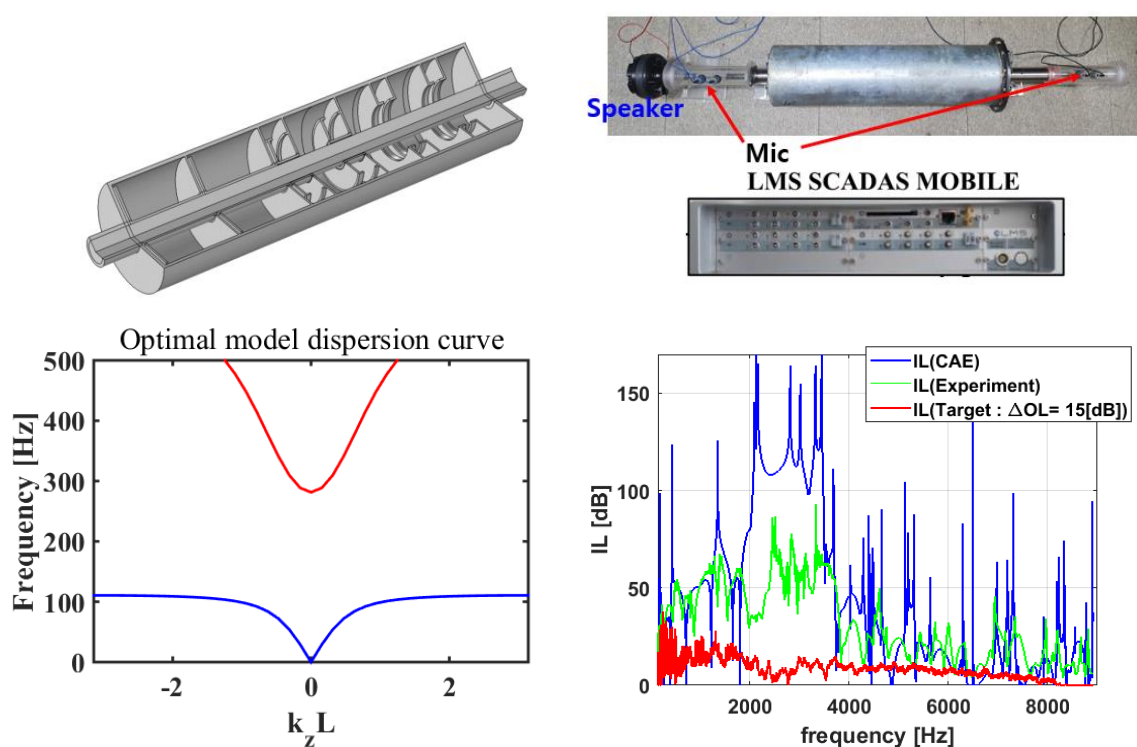 Speaker
Mic
LMS SCADAS MOBILE
LMS
Optimal model dispersion curve
500
400
300
200
100
0
Frequency [Hz]
-2
0
2
k_z L
IL(CAE)
IL(Experiment)
IL(Target : ΔOL= 15[dB])
150
100
50
0
IL [dB]
2000
4000
6000
8000
frequency [Hz]